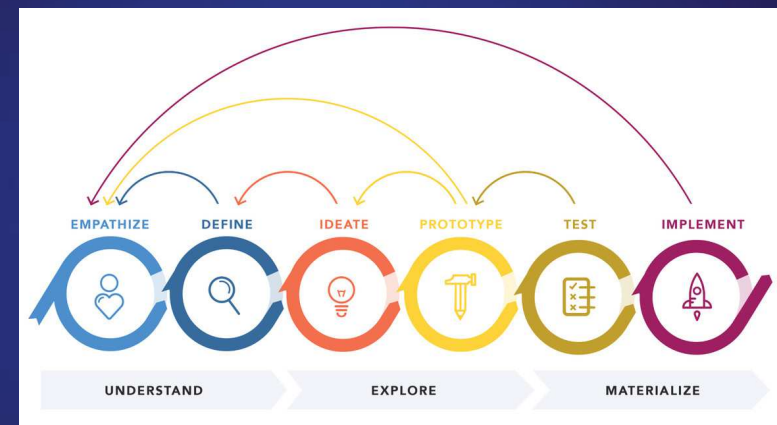 EMPATHIZE DEFINE IDEATE PROTOTYPE TEST IMPLEMENT
UNDERSTAND EXPLORE MATERIALIZE